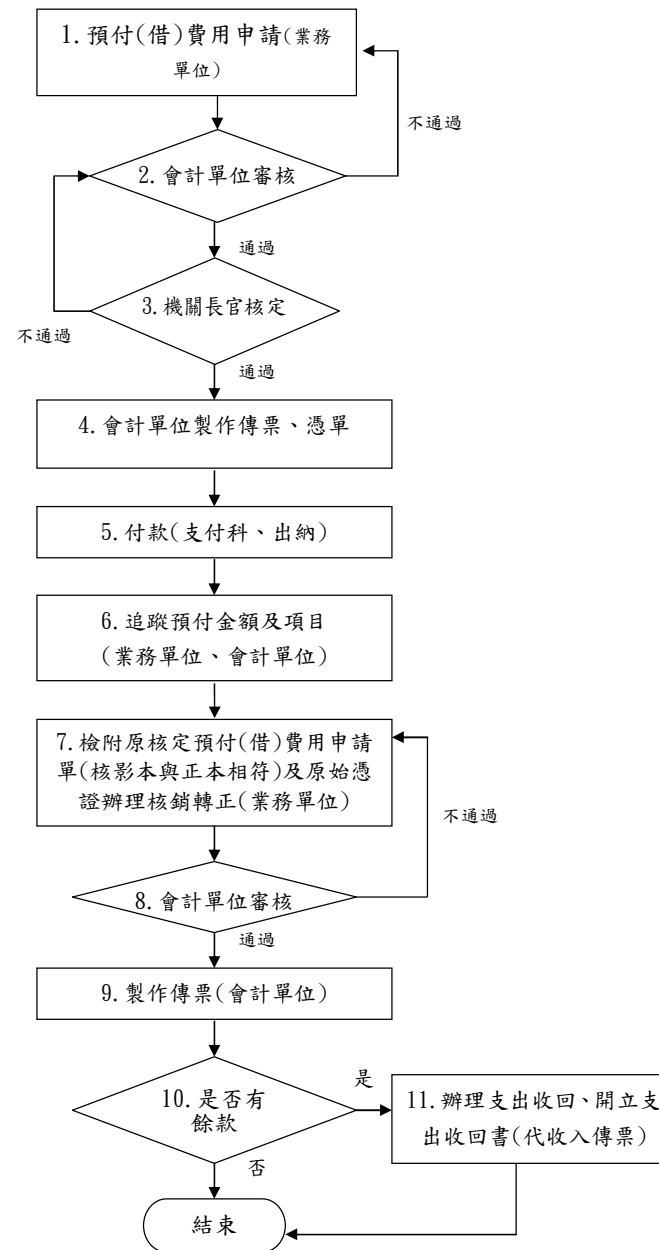 1.預付(借)費用申請(業務
單位)
不通過
2.會計單位審核
通過
3.機關長官核定
不通過
通過
4.會計單位製作傳票、憑單
5.付款(支付科、出納)
6.追蹤預付金額及項目
(業務單位、會計單位)
7.檢附原核定預付(借)費用申請
單(核影本與正本相符)及原始憑
證辦理核銷轉正(業務單位)
不通過
8.會計單位審核
通過
9.製作傳票(會計單位)
10.是否有
餘款
是
11.辦理支出收回、開立支
出收回書(代收入傳票)
否
結束